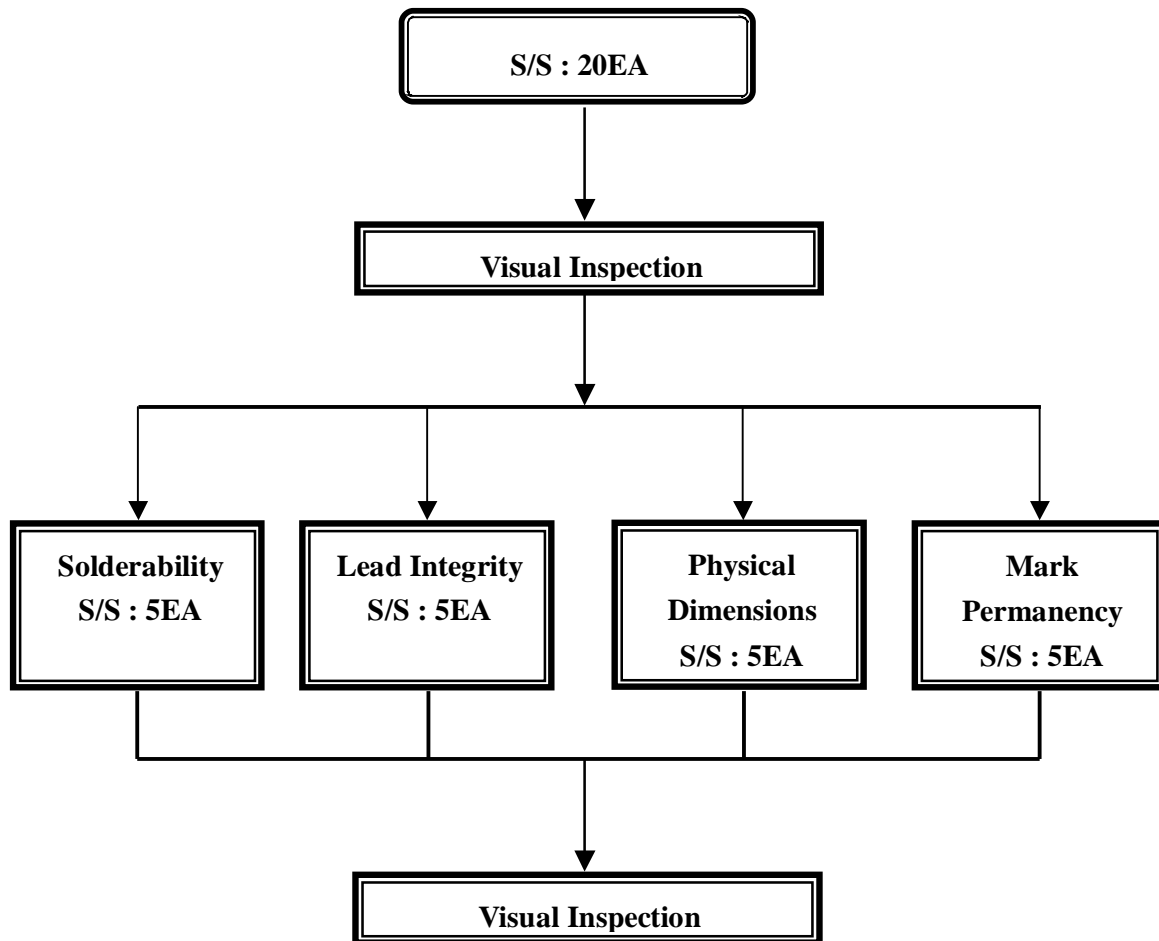 S/S : 20EA
Visual Inspection
Solderability
S/S : 5EA
Lead Integrity
S/S : 5EA
Physical
Dimensions
S/S : 5EA
Mark
Permanency
S/S : 5EA
Visual Inspection